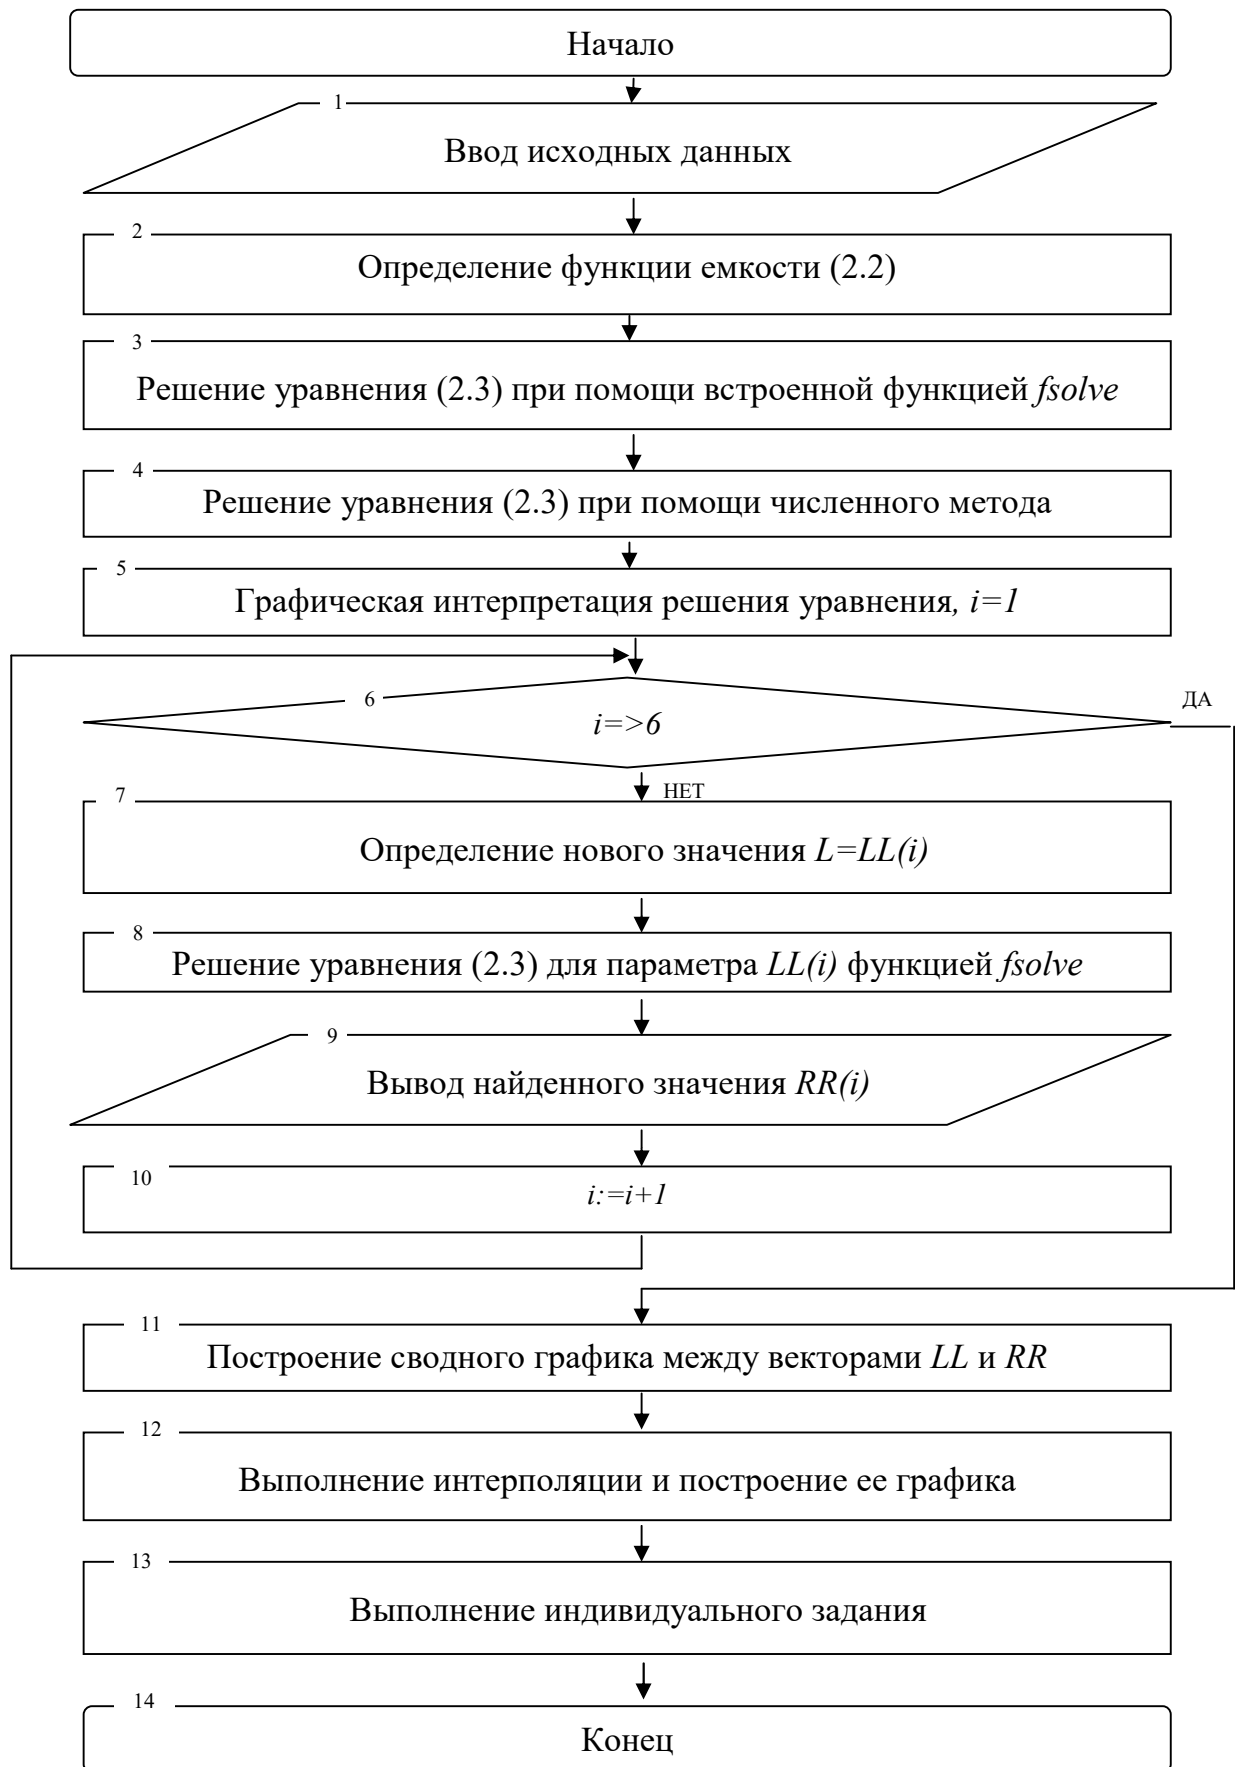 Начало
1
Ввод исходных данных
2
Определение функции емкости (2.2)
3
Решение уравнения (2.3) при помощи встроенной функцией fsolve
4
Решение уравнения (2.3) при помощи численного метода
5
Графическая интерпретация решения уравнения, i=1
6
ДА
i=>6
НЕТ
7
Определение нового значения L=LL(i)
8
Решение уравнения (2.3) для параметра LL(i) функцией fsolve
9
Вывод найденного значения RR(i)
10
i:=i+1
11
Построение сводного графика между векторами LL и RR
12
Выполнение интерполяции и построение ее графика
13
Выполнение индивидуального задания
14
Конец